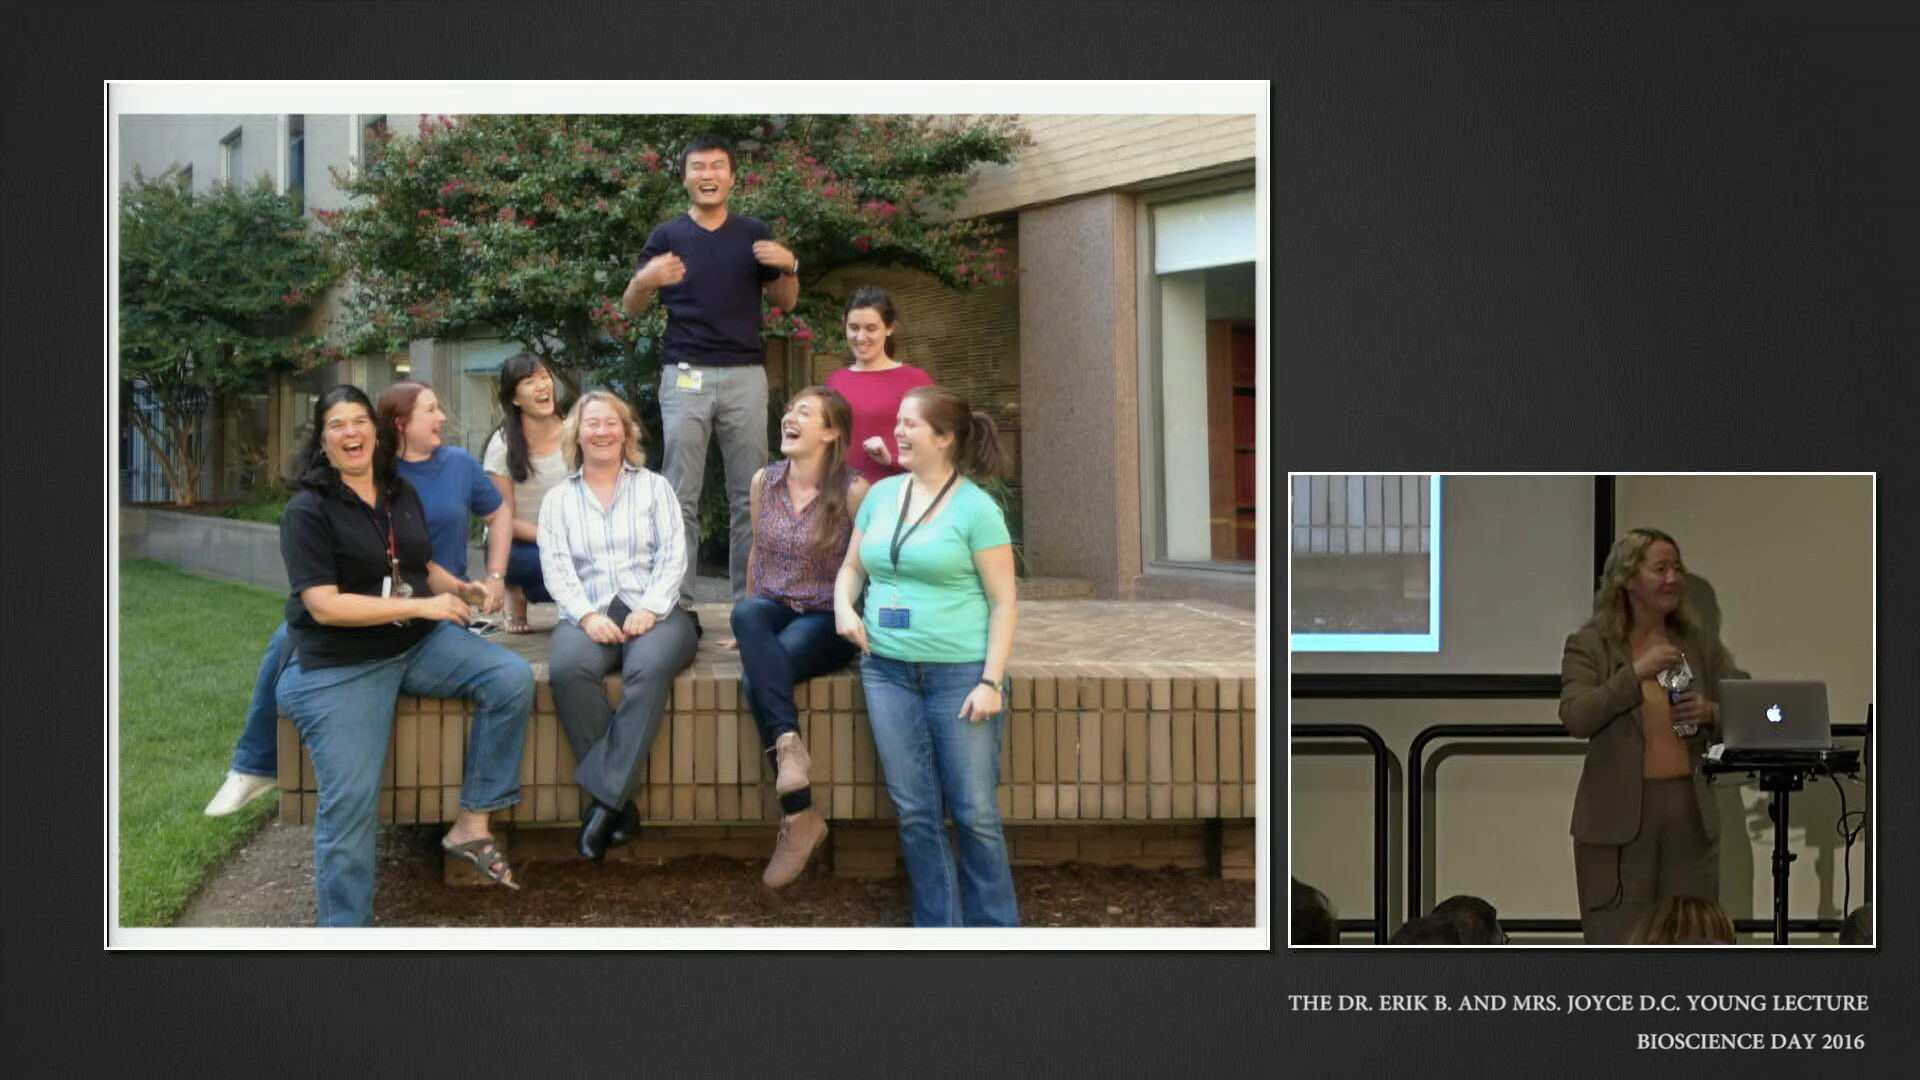 THE DR. ERIK B. AND MRS. JOYCE D.C. YOUNG LECTURE
BIOSCIENCE DAY 2016